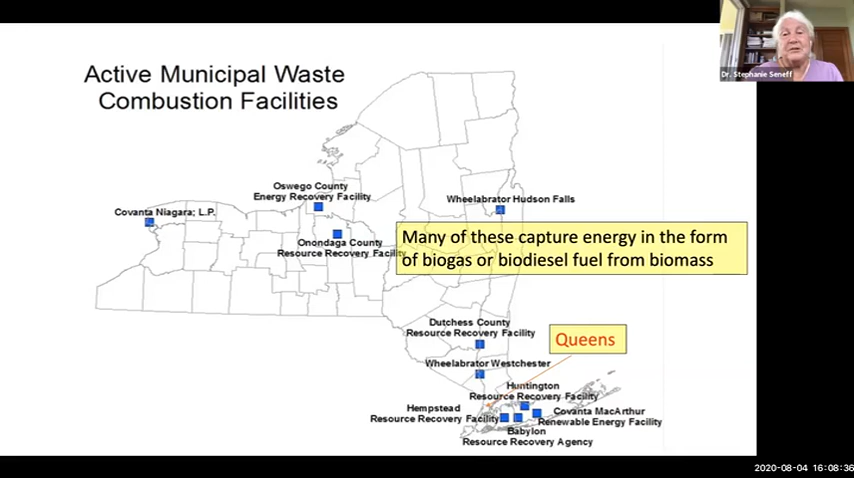 Dr. Stephanie Seneff
Active Municipal Waste
Combustion Facilities
Oswego County
Energy Recovery Facility
Wheelabrator Hudson Falls
Covanta Niagara; L.P.
Many of these capture energy in the form
of biogas or biodiesel fuel from biomass
Onondaga County
Resource Recovery Facility
Dutchess County
Resource Recovery Facility
Queens
Wheelabrator Westchester
Huntington
Resource Recovery Facility
Hempstead
Resource Recovery Facility
Covanta MacArthur
Renewable Energy Facility
Babylon
Resource Recovery Agency
2020-08-04 16:08:36